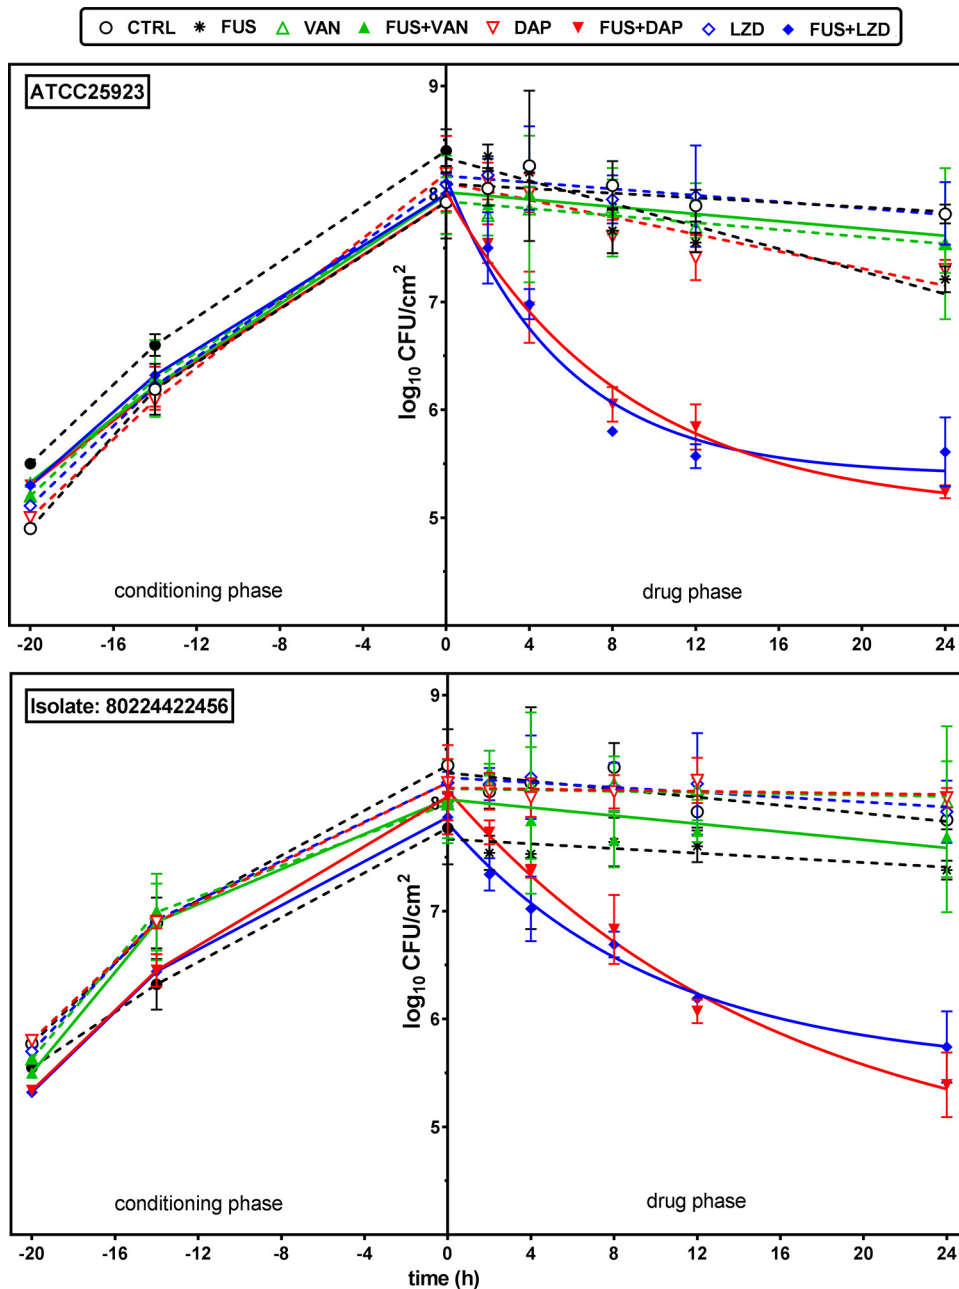 CTRL FUS VAN FUS+VAN DAP FUS+DAP LZD FUS+LZD
ATCC25923
9
8
7
6
5
log10 CFU/cm2
conditioning phase drug phase
-20 -16 -12 -8 -4 0 4 8 12 16 20 24
Isolate: 80224422456
9
8
7
6
5
log10 CFU/cm2
conditioning phase drug phase
-20 -16 -12 -8 -4 0 4 8 12 16 20 24
time (h)